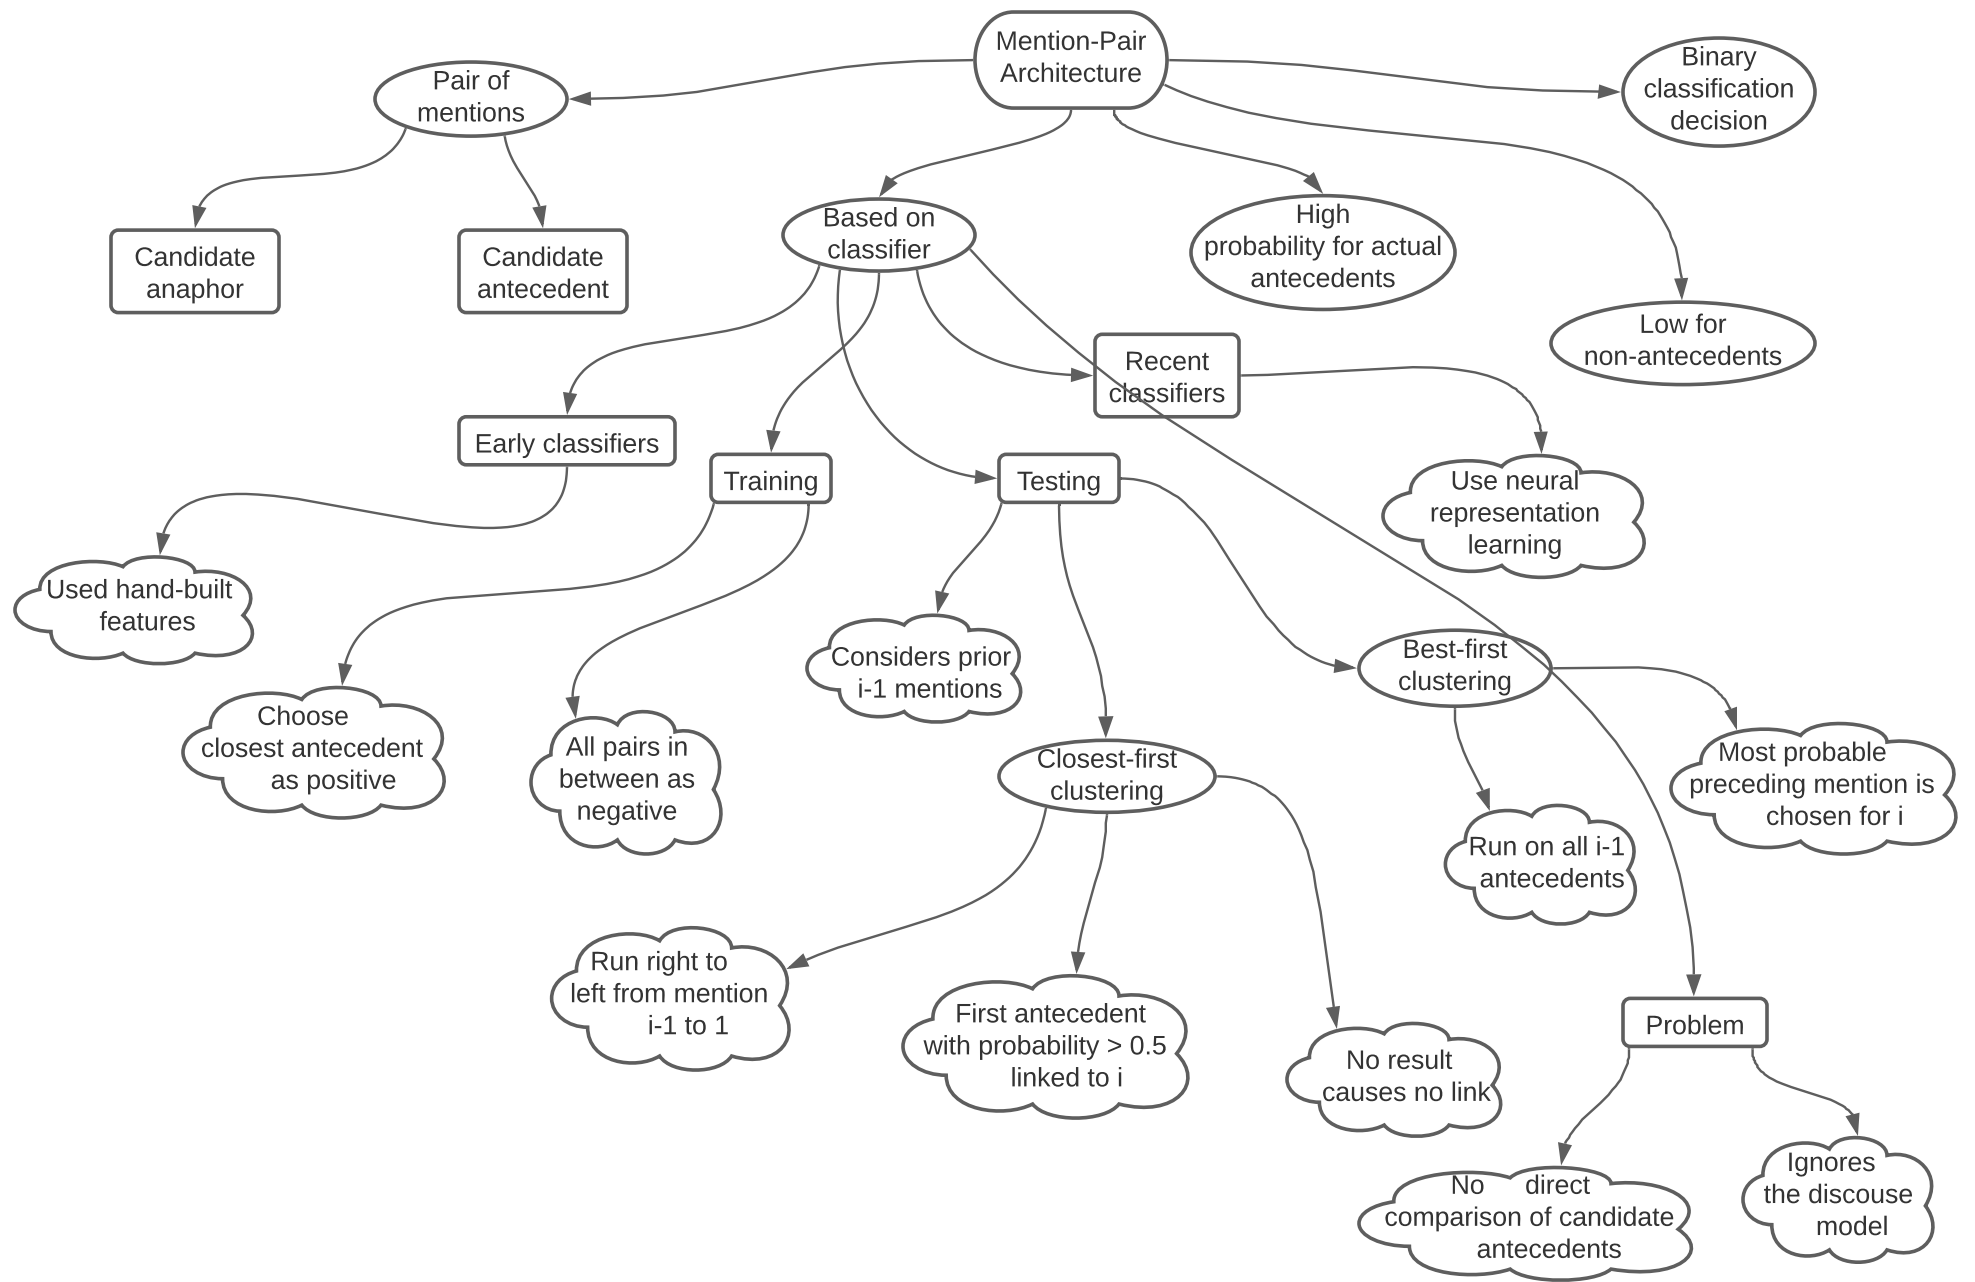 Mention-Pair
Architecture
Binary
classification
decision
Pair of
mentions
Candidate
anaphor
Candidate
antecedent
Based on
classifier
High
probability for actual
antecedents
Low for
non-antecedents
Recent
classifiers
Early classifiers
Training
Testing
Use neural
representation
learning
Used hand-built
features
Considers prior
i-1 mentions
Best-first
clustering
Choose
closest antecedent
as positive
All pairs in
between as
negative
Closest-first
clustering
Most probable
preceding mention is
chosen for i
Run on all i-1
antecedents
Run right to
left from mention
i-1 to 1
First antecedent
with probability > 0.5
linked to i
No result
causes no link
Problem
No direct
comparison of candidate
antecedents
Ignores
the discouse
model